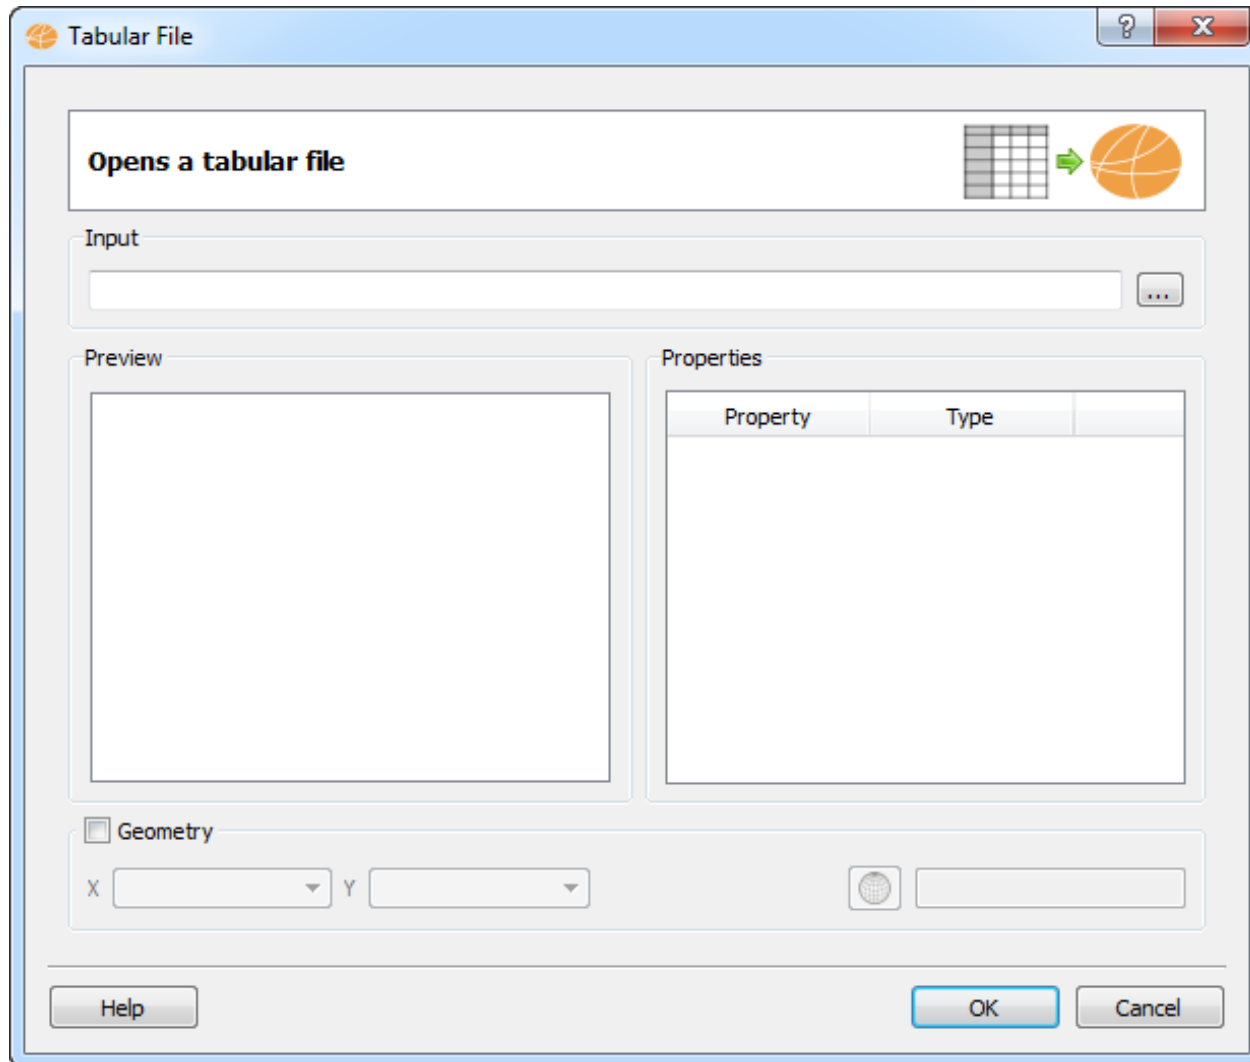 Tabular File
Opens a tabular file
Input
...
Preview
Properties
Property Type
Geometry
X Y
Help OK Cancel